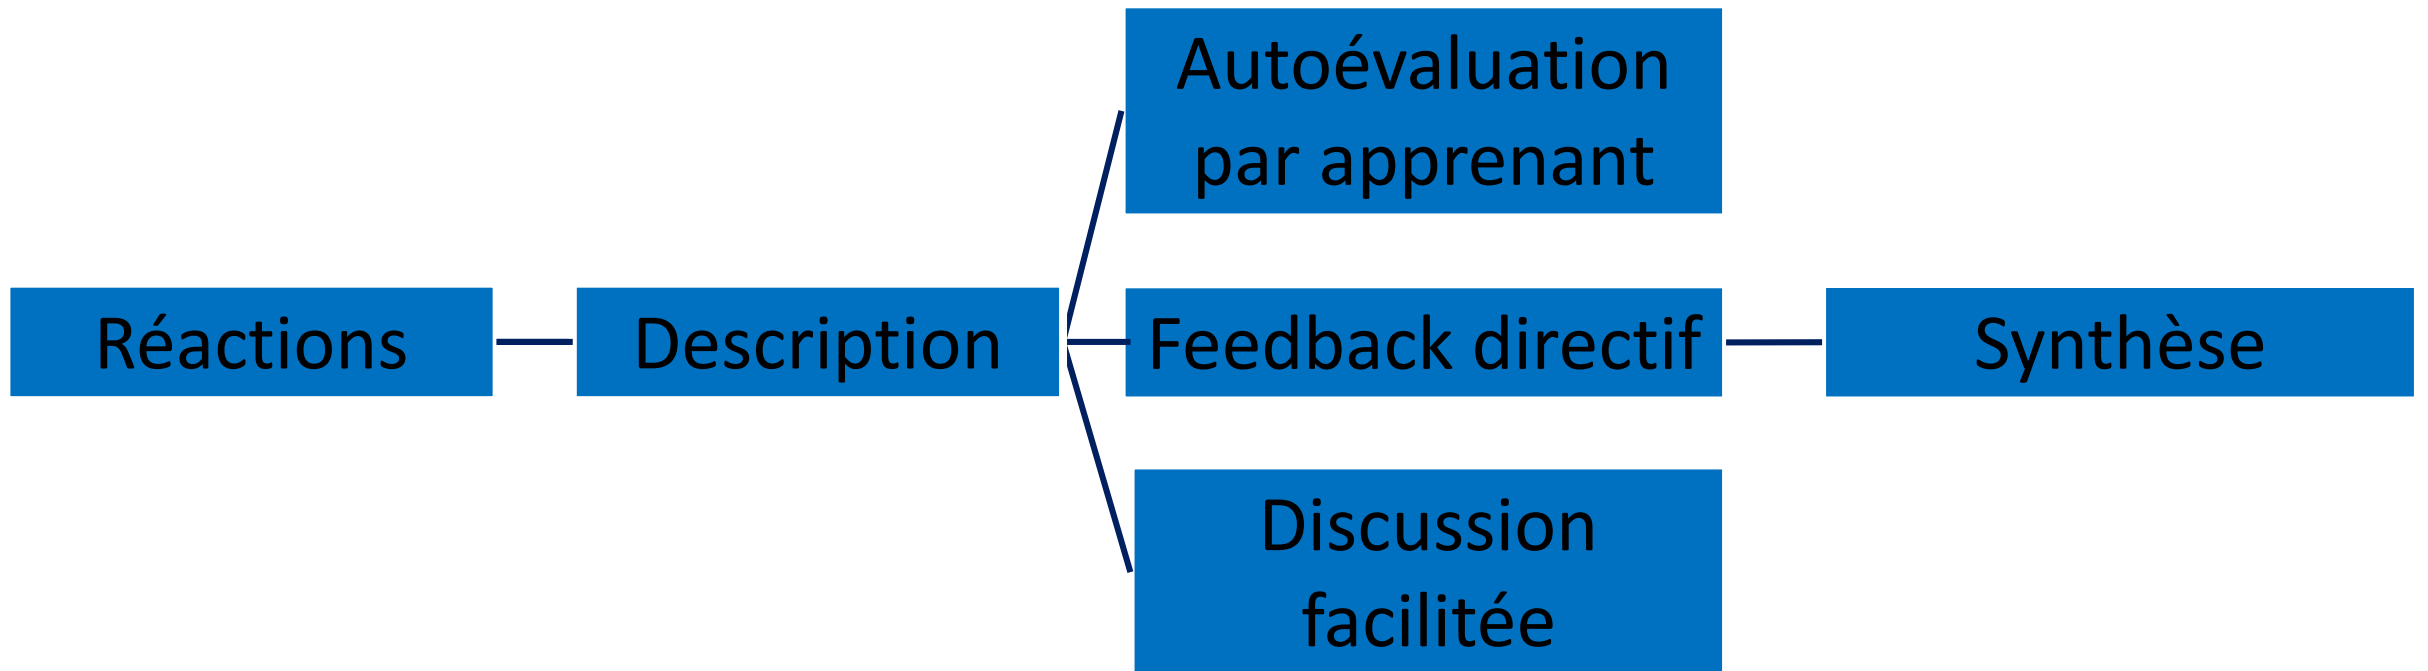 Réactions
Description
Autoévaluation
par apprenant
Feedback directif
Discussion
facilitée
Synthèse